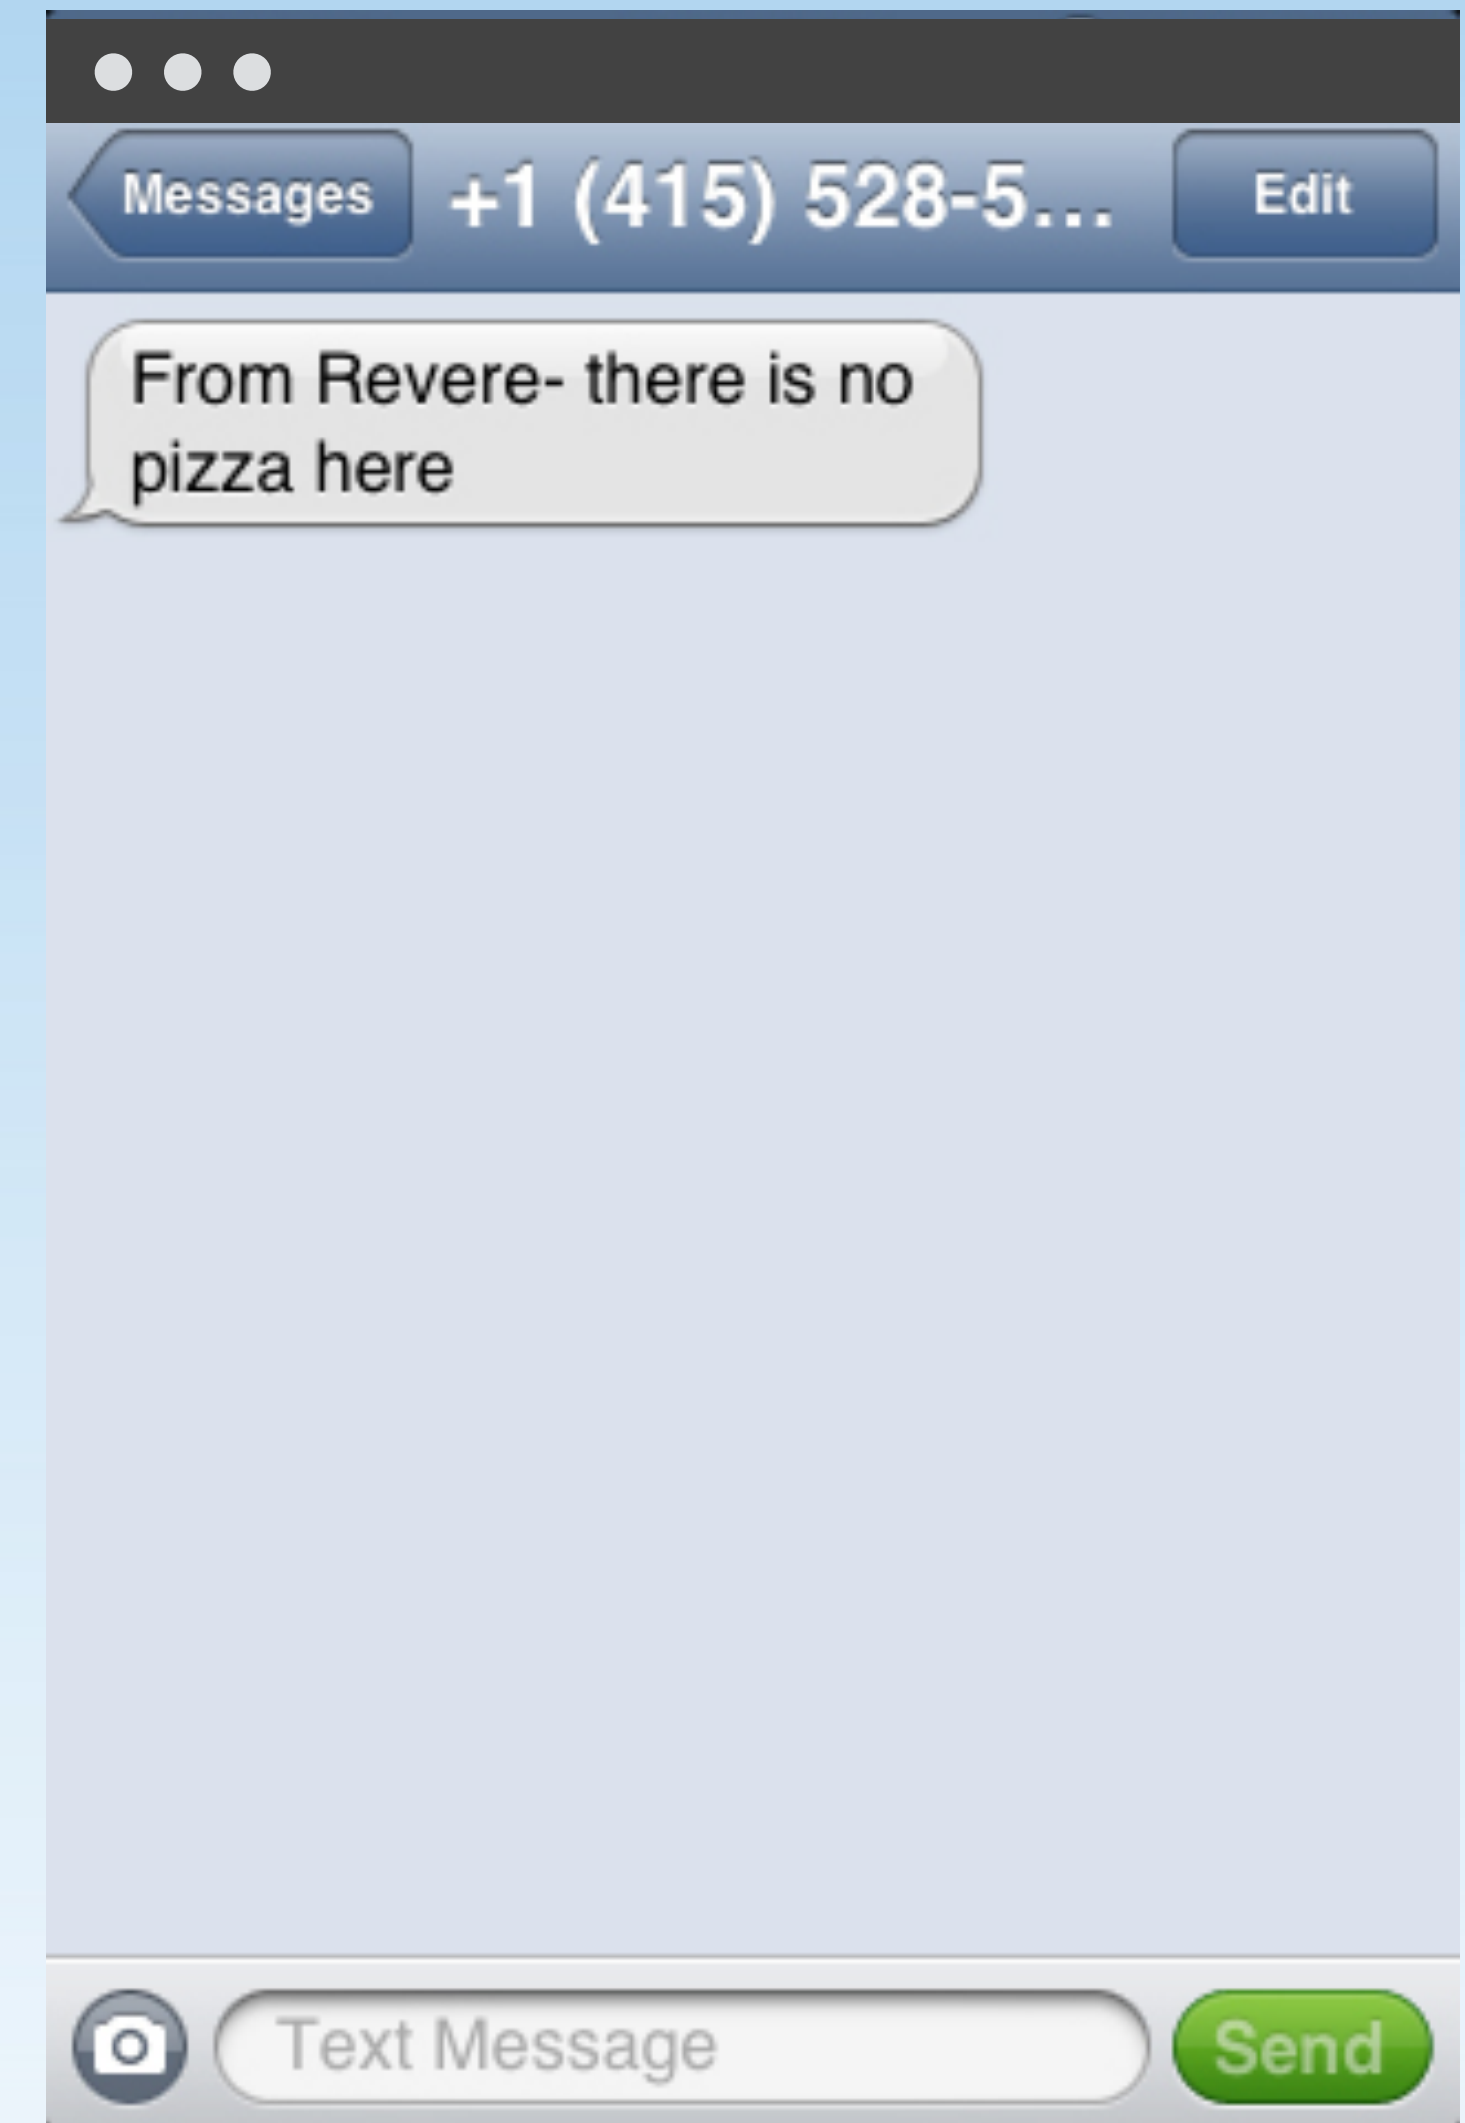 Messages +1 (415) 528-5... Edit
From Revere- there is no
pizza here
Text Message Send